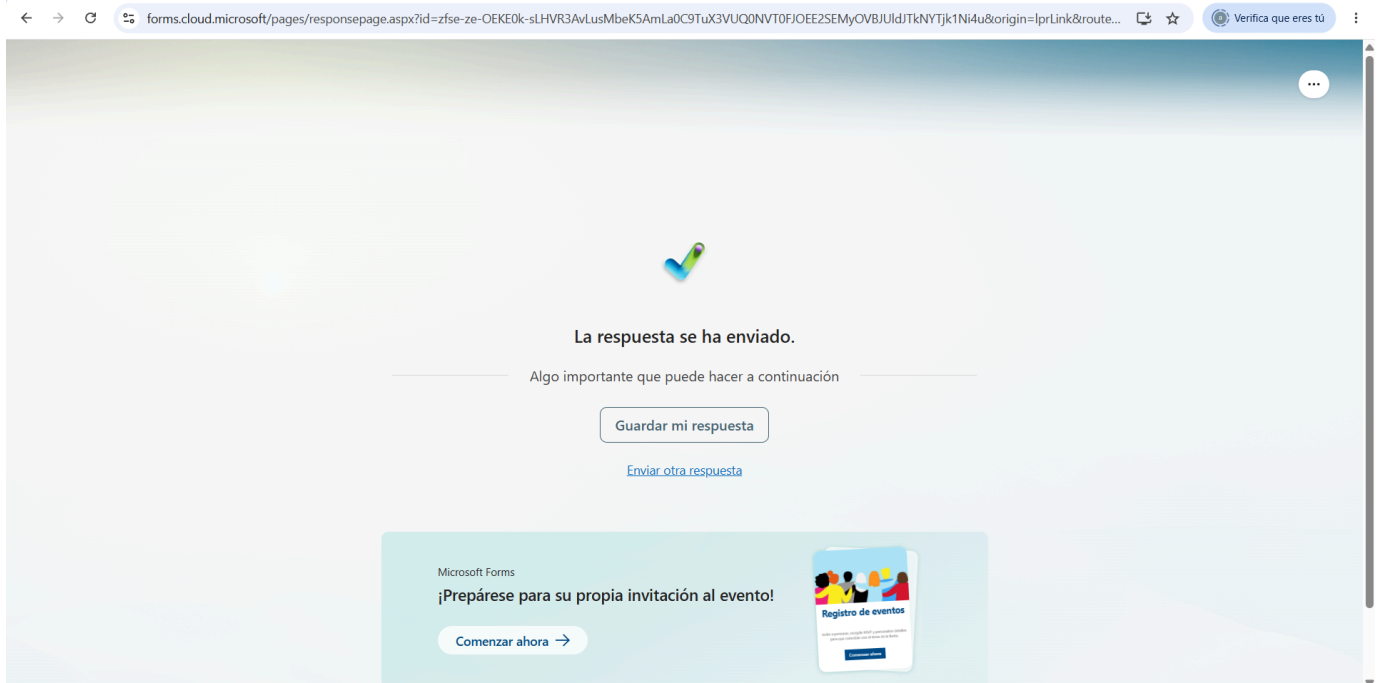 forms.cloud.microsoft/pages/responsepage.aspx?id=zfse-ze-OEKE0k-sLHVR3AvLusMbeK5AmLa0C9TuX3VUQ0NVT0FJOEE2SEMyOVBJUldJTkNYTjk1Ni4u&origin=lprLink&route...
Verifica que eres tú
La respuesta se ha enviado.
Algo importante que puede hacer a continuación
Guardar mi respuesta
Enviar otra respuesta
Microsoft Forms
¡Prepárese para su propia invitación al evento!
Comenzar ahora
Registro de eventos
Comenzar ahora